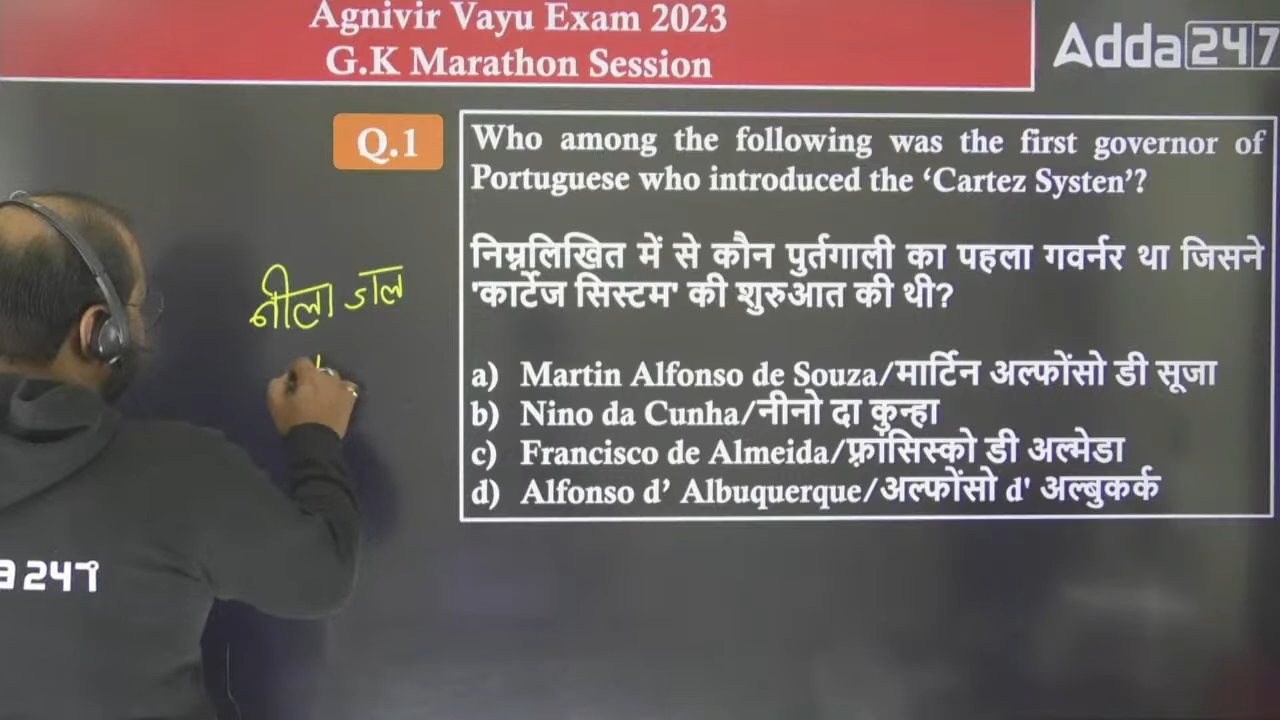 Agnivir Vayu Exam 2023
G.K Marathon Session
Adda247
Q.1
Who among the following was the first governor of
Portuguese who introduced the ‘Cartez Systen’?
निम्नलिखित में से कौन पुर्तगाली का पहला गवर्नर था जिसने
'कार्टेज सिस्टम' की शुरुआत की थी?
a) Martin Alfonso de Souza/मार्टिन अल्फोंसो डी सूजा
b) Nino da Cunha/नीनो दा कुन्हा
c) Francisco de Almeida/फ्रांसिस्को डी अल्मेडा
d) Alfonso d’ Albuquerque/अल्फोंसो d' अल्बुकर्क
नीला जल
a 247